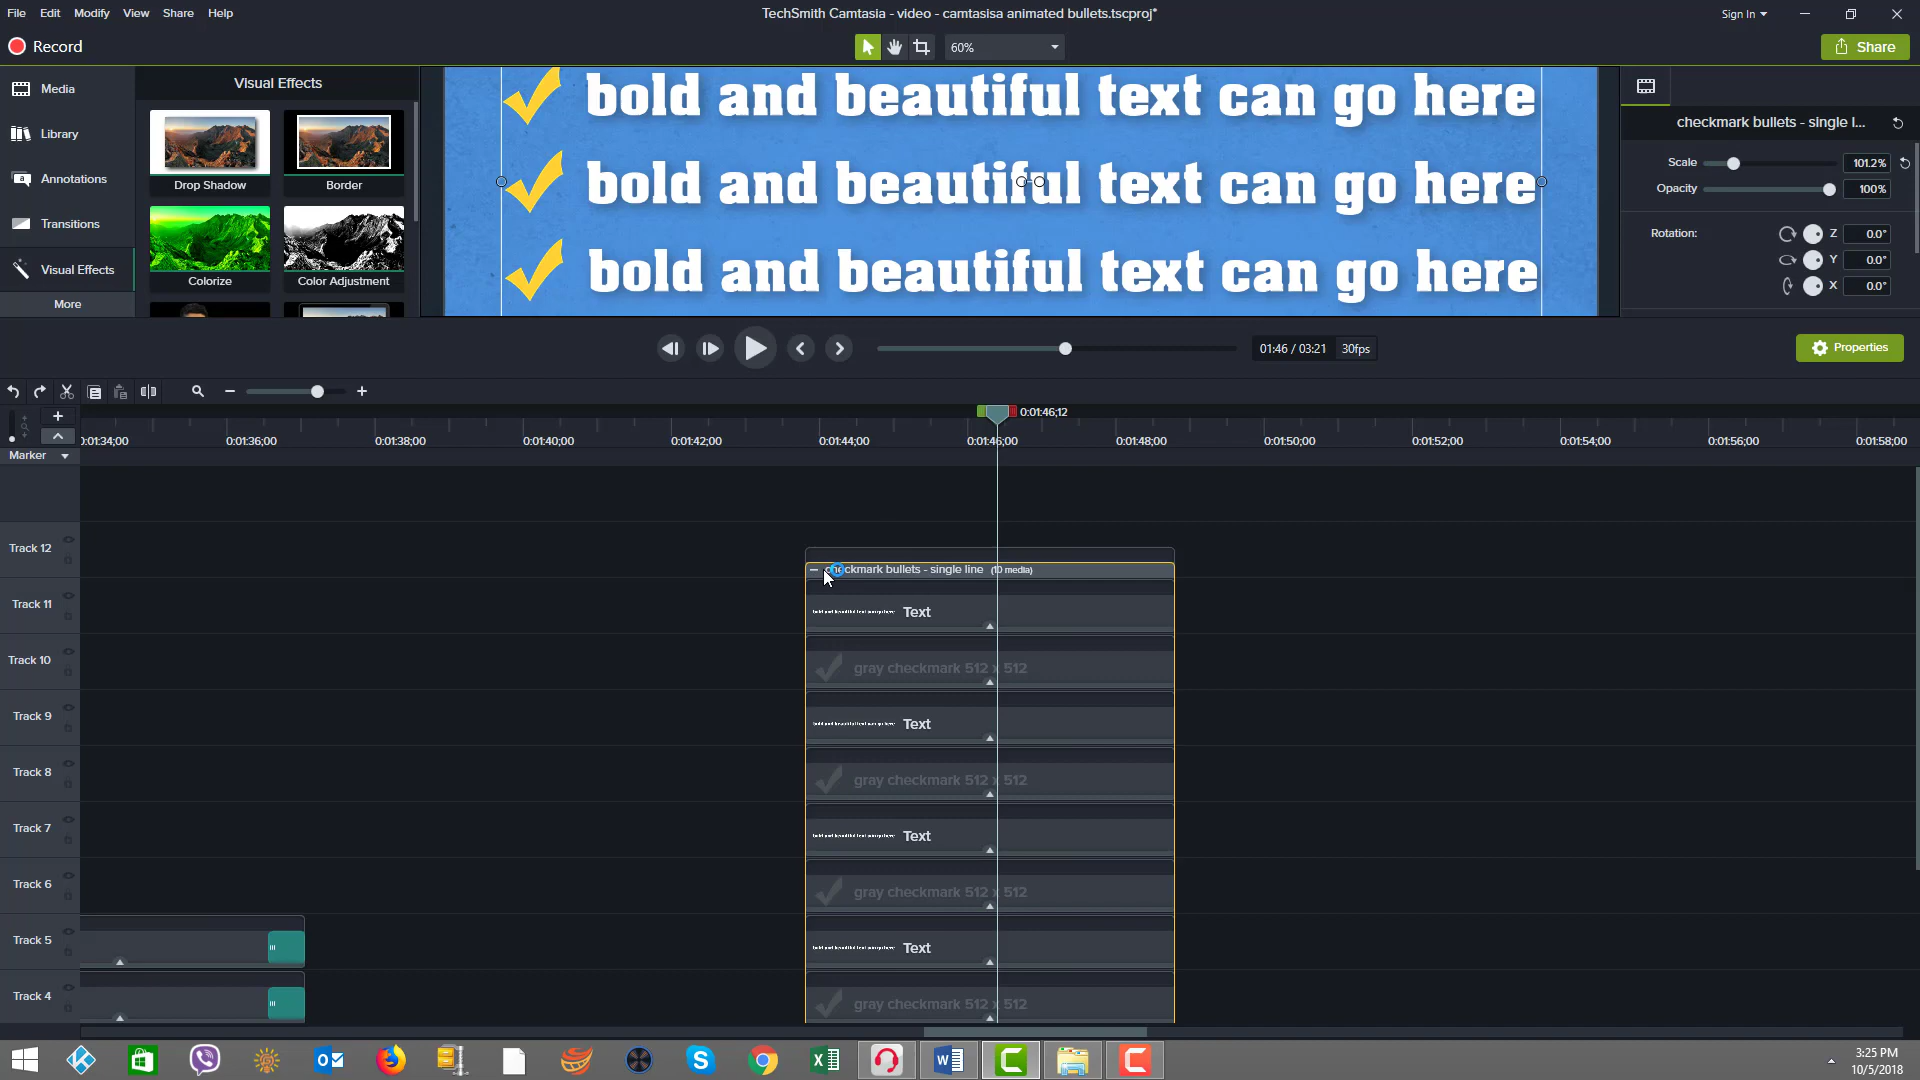 File Edit Modify View Share Help
TechSmith Camtasia - video - camtasisa animated bullets.tscproj*
Sign In
Record
60%
Share
Media
Library
Annotations
Transitions
Visual Effects
More
Visual Effects
Drop Shadow
Border
Colorize
Color Adjustment
bold and beautiful text can go here
bold and beautiful text can go here
bold and beautiful text can go here
checkmark bullets - single l...
Scale 101.2%
Opacity 100%
Rotation: Z 0.0°
Y 0.0°
X 0.0°
01:46 / 03:21 30fps
Properties
0:01:46;12
0:01:34;00 0:01:36;00 0:01:38;00 0:01:40;00 0:01:42;00 0:01:44;00 0:01:46;00 0:01:48;00 0:01:50;00 0:01:52;00 0:01:54;00 0:01:56;00 0:01:58;00
Marker
Track 12
checkmark bullets - single line (10 media)
Track 11
Text
Track 10
gray checkmark 512 x 512
Track 9
Text
Track 8
gray checkmark 512 x 512
Track 7
Text
Track 6
gray checkmark 512 x 512
Track 5
Text
Track 4
gray checkmark 512 x 512
3:25 PM
10/5/2018